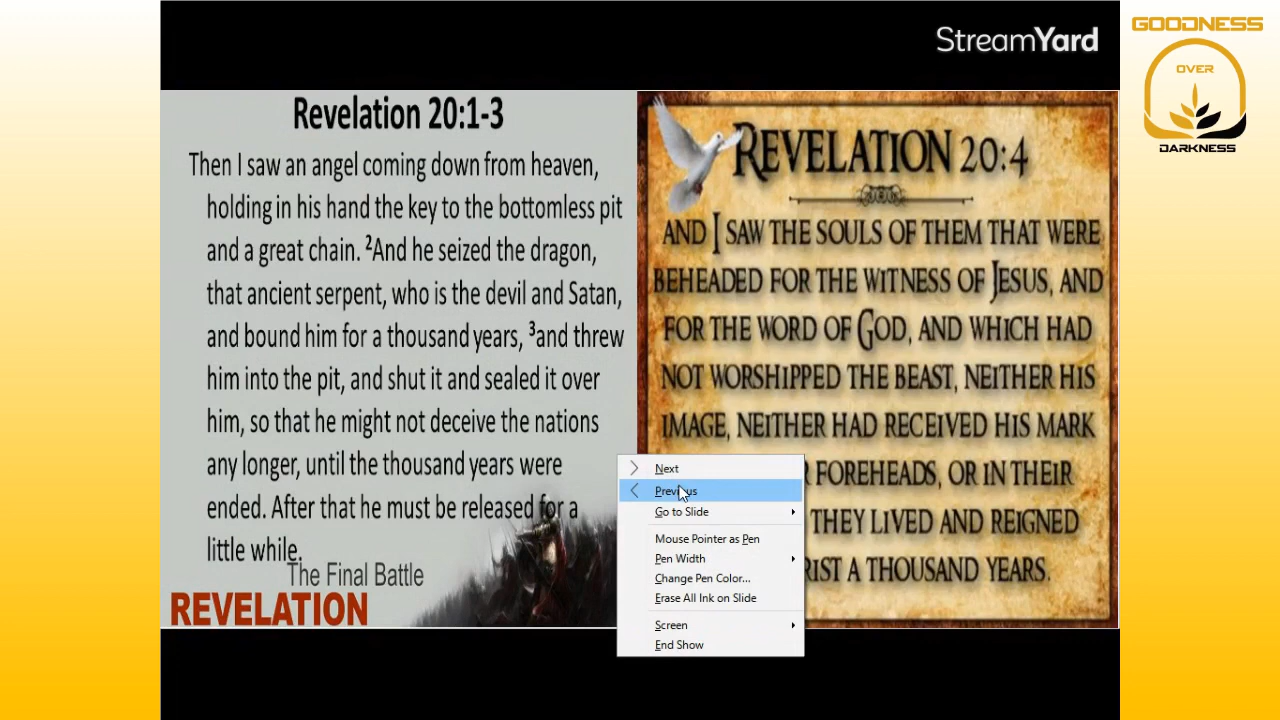 StreamYard
GOODNESS
OVER
DARKNESS
Revelation 20:1-3
Then I saw an angel coming down from heaven,
holding in his hand the key to the bottomless pit
and a great chain. ²And he seized the dragon,
that ancient serpent, who is the devil and Satan,
and bound him for a thousand years, ³and threw
him into the pit, and shut it and sealed it over
him, so that he might not deceive the nations
any longer, until the thousand years were
ended. After that he must be released for a
little while.
The Final Battle
REVELATION
REVELATION 20:4
AND I SAW THE SOULS OF THEM THAT WERE
BEHEADED FOR THE WITNESS OF JESUS, AND
FOR THE WORD OF GOD, AND WHICH HAD
NOT WORSHIPPED THE BEAST, NEITHER HIS
IMAGE, NEITHER HAD RECEIVED HIS MARK
FOREHEADS, OR IN THEIR
THEY LIVED AND REIGNED
A THOUSAND YEARS.
Next
Previous
Go to Slide
Mouse Pointer as Pen
Pen Width
Change Pen Color...
Erase All Ink on Slide
Screen
End Show